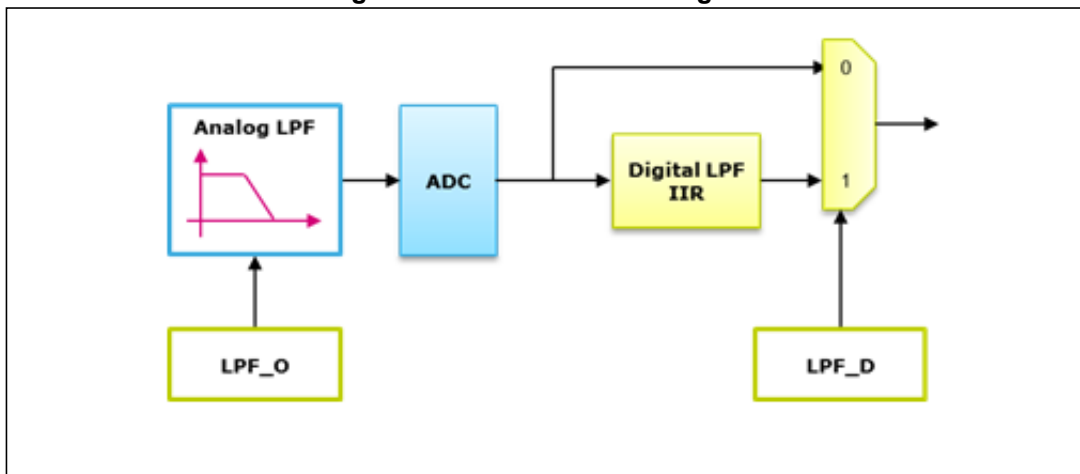 Analog LPF
ADC
Digital LPF
IIR
0
1
LPF_O
LPF_D